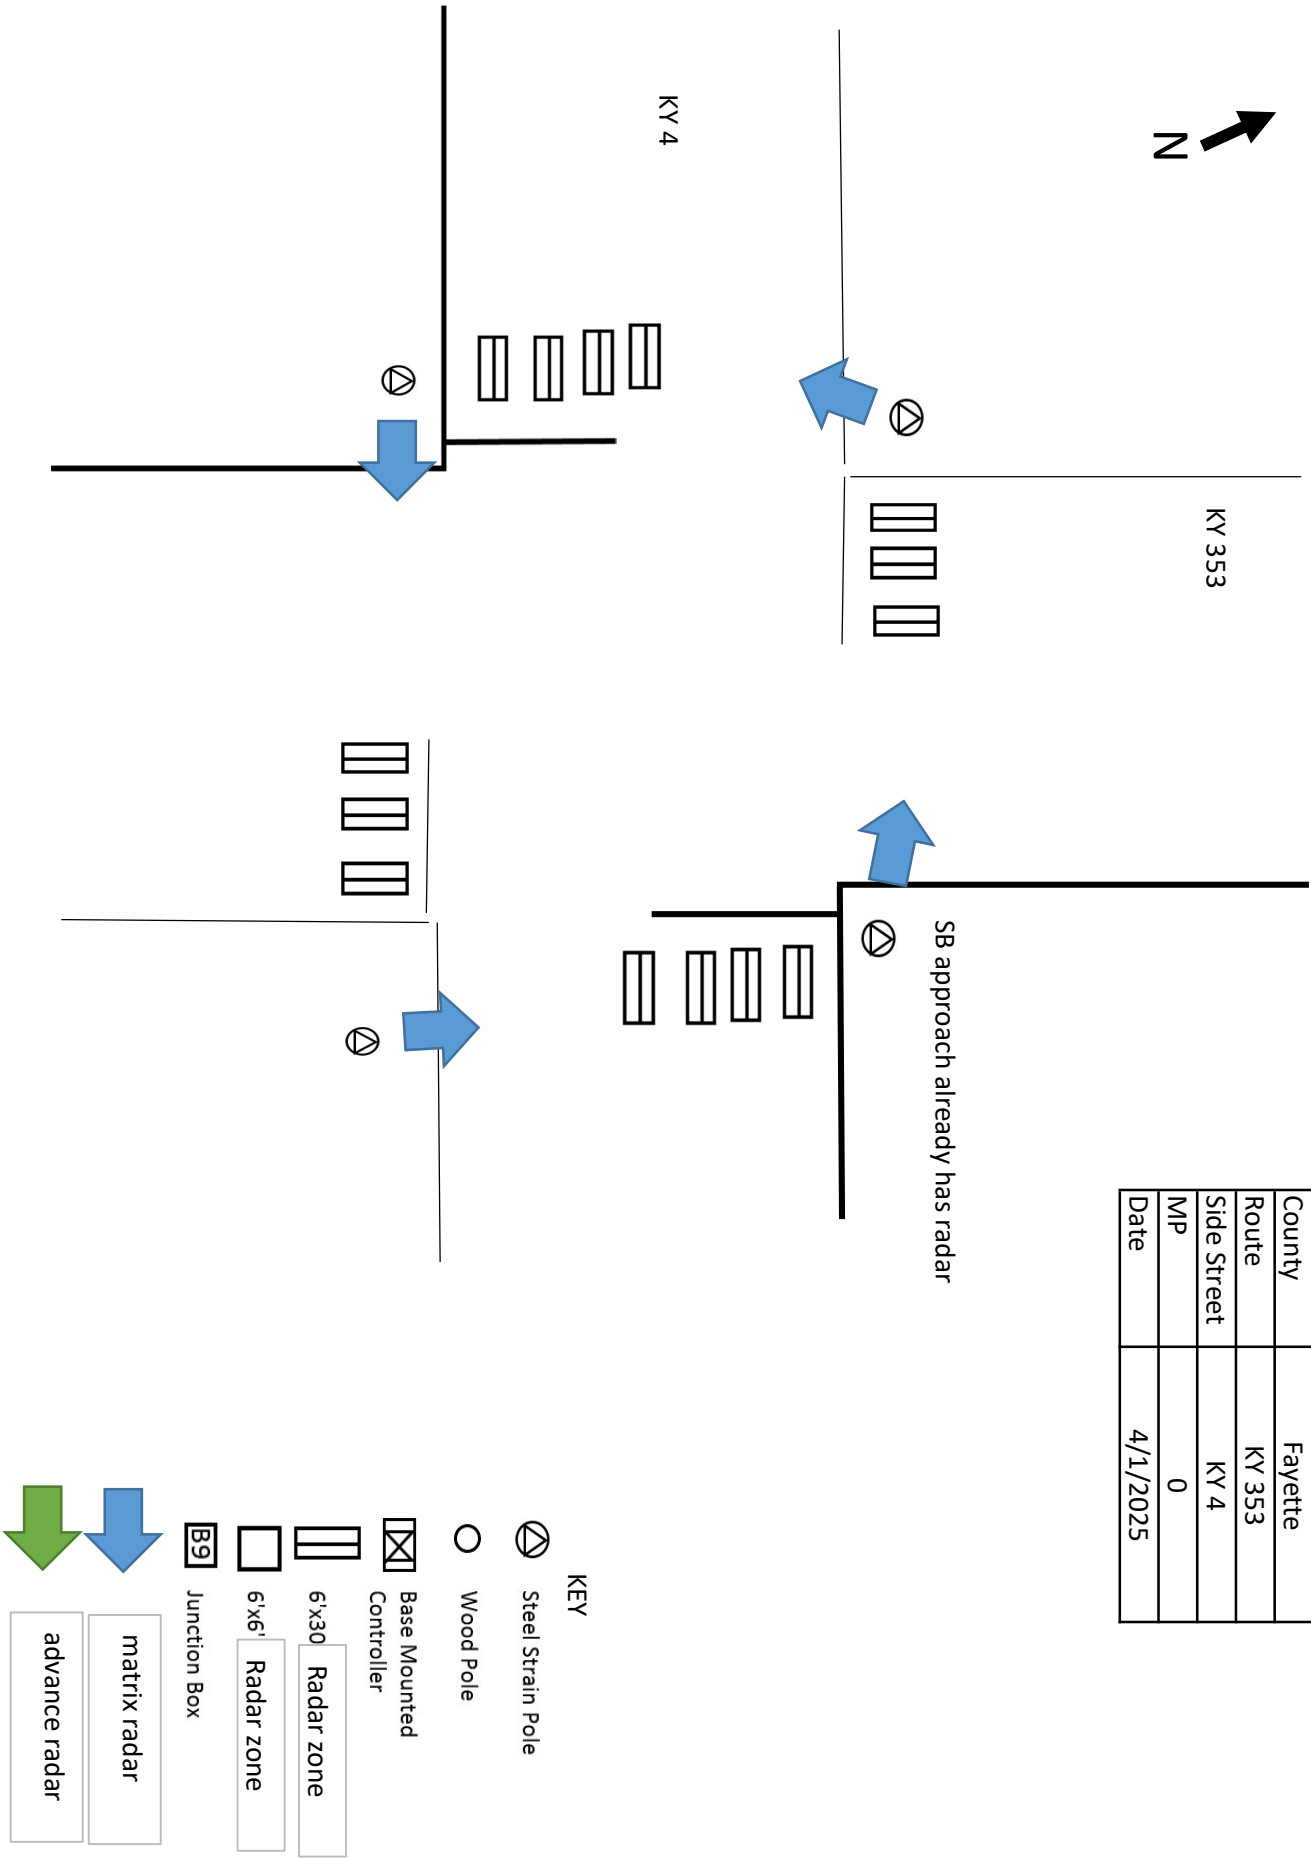 County Fayette
Route KY 353
Side Street KY 4
MP 0
Date 4/1/2025
N
KY 353
SB approach already has radar
KY 4
KEY
Steel Strain Pole
Wood Pole
Base Mounted
Controller
6'x30 Radar zone
6'x6' Radar zone
B9 Junction Box
matrix radar
advance radar